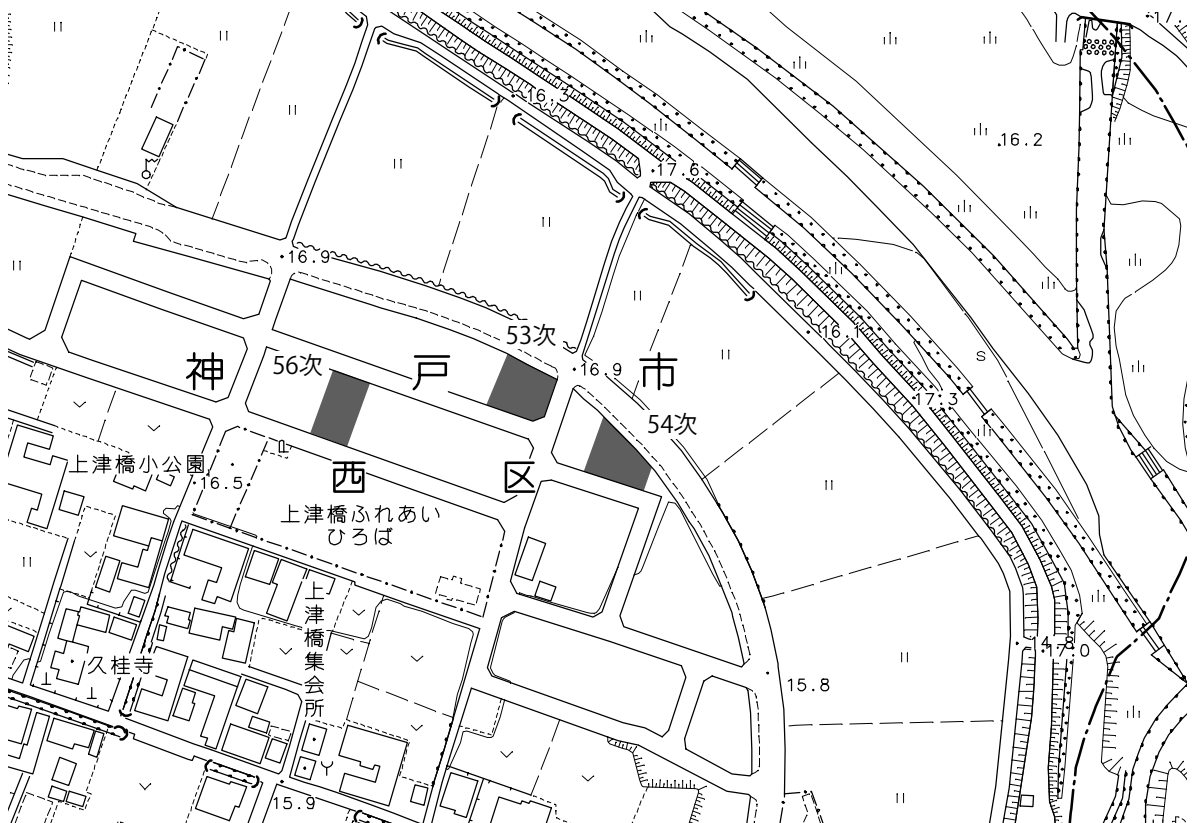 16.3
17.6
16.2
16.9
53次
56次
神戸市
16.9
16.1
17.3
54次
s
上津橋小公園
16.5
西区
上津橋ふれあい
ひろば
上津橋集会所
久桂寺
17.0
15.8
15.9